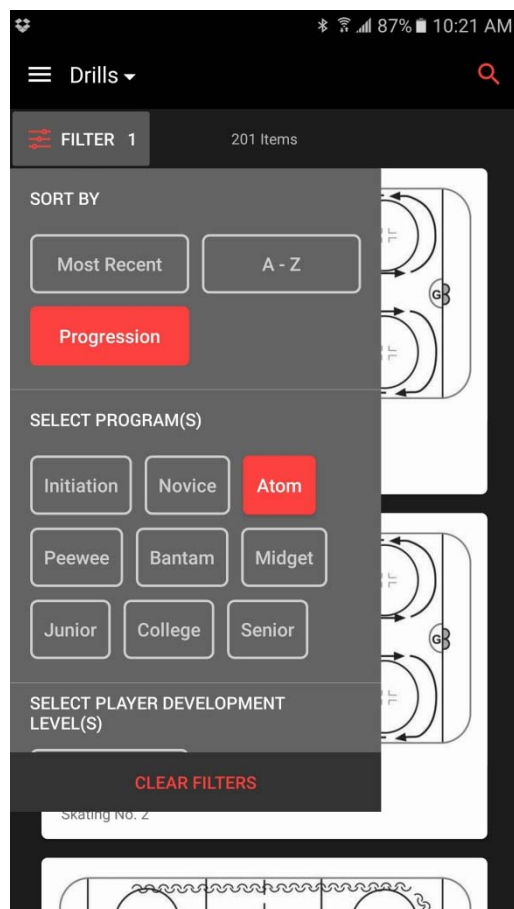 87% 10:21 AM
Drills
FILTER 1 201 Items
SORT BY
Most Recent A - Z
Progression
SELECT PROGRAM(S)
Initiation Novice Atom
G
Peewee Bantam Midget
Junior College Senior
G
SELECT PLAYER DEVELOPMENT
LEVEL(S)
CLEAR FILTERS
Skating No. 2